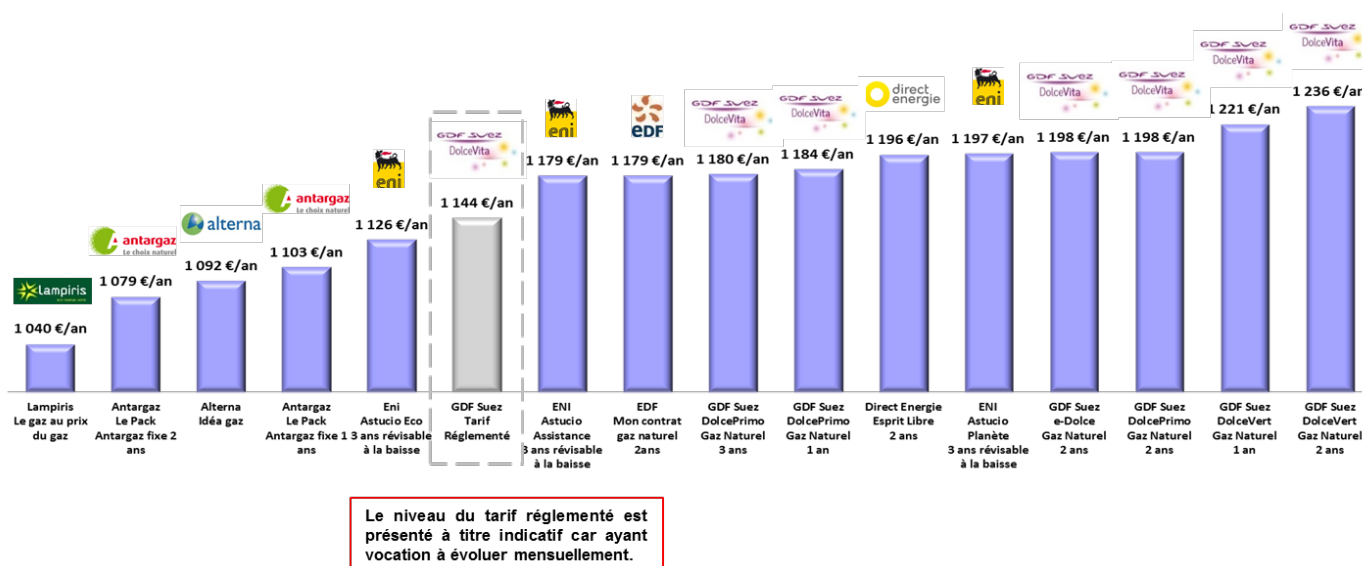 GDF SUEZ
DolceVita
GDF SUEZ
DolceVita
GDF SUEZ
DolceVita
GDF SUEZ
DolceVita
GDF SUEZ
DolceVita
GDF SUEZ
DolceVita
GDF SUEZ
DolceVita
direct
energie
eni
eni
eDF
eni
antargaz
Le choix naturel
alterna
antargaz
Le choix naturel
Lampiris
1 040 €/an
1 079 €/an
1 092 €/an
1 103 €/an
1 126 €/an
1 144 €/an
1 179 €/an
1 179 €/an
1 180 €/an
1 184 €/an
1 196 €/an
1 197 €/an
1 198 €/an
1 198 €/an
1 221 €/an
1 236 €/an
Lampiris
Le gaz au prix
du gaz
Antargaz
Le Pack
Antargaz fixe 2
ans
Alterna
Idéa gaz
Antargaz
Le Pack
Antargaz fixe 1
ans
Eni
Astucio Eco
3 ans révisable
à la baisse
GDF Suez
Tarif
Réglementé
ENI
Astucio
Assistance
3 ans révisable
à la baisse
EDF
Mon contrat
gaz naturel
2ans
GDF Suez
DolcePrimo
Gaz Naturel
3 ans
GDF Suez
DolcePrimo
Gaz Naturel
1 an
Direct Energie
Esprit Libre
2 ans
ENI
Astucio
Planète
3 ans révisable
à la baisse
GDF Suez
e-Dolce
Gaz Naturel
2 ans
GDF Suez
DolcePrimo
Gaz Naturel
2 ans
GDF Suez
DolceVert
Gaz Naturel
1 an
GDF Suez
DolceVert
Gaz Naturel
2 ans
Le niveau du tarif réglementé est
présenté à titre indicatif car ayant
vocation à évoluer mensuellement.